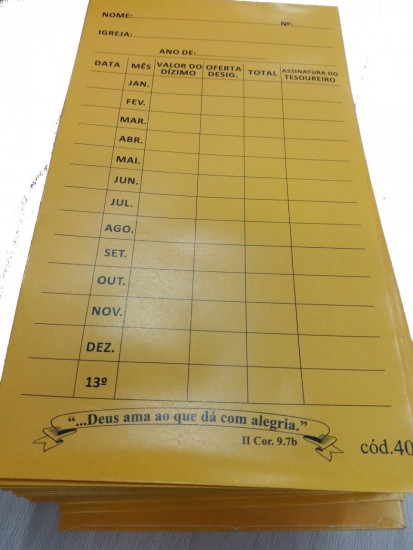 NOME: Nº:
IGREJA:
ANO DE:
DATA MÊS VALOR DO DÍZIMO OFERTA DESIG. TOTAL ASSINATURA DO TESOUREIRO
JAN.
FEV.
MAR.
ABR.
MAI.
JUN.
JUL.
AGO.
SET.
OUT.
NOV.
DEZ.
13º
“...Deus ama ao que dá com alegria.”
II Cor. 9.7b
cód.40